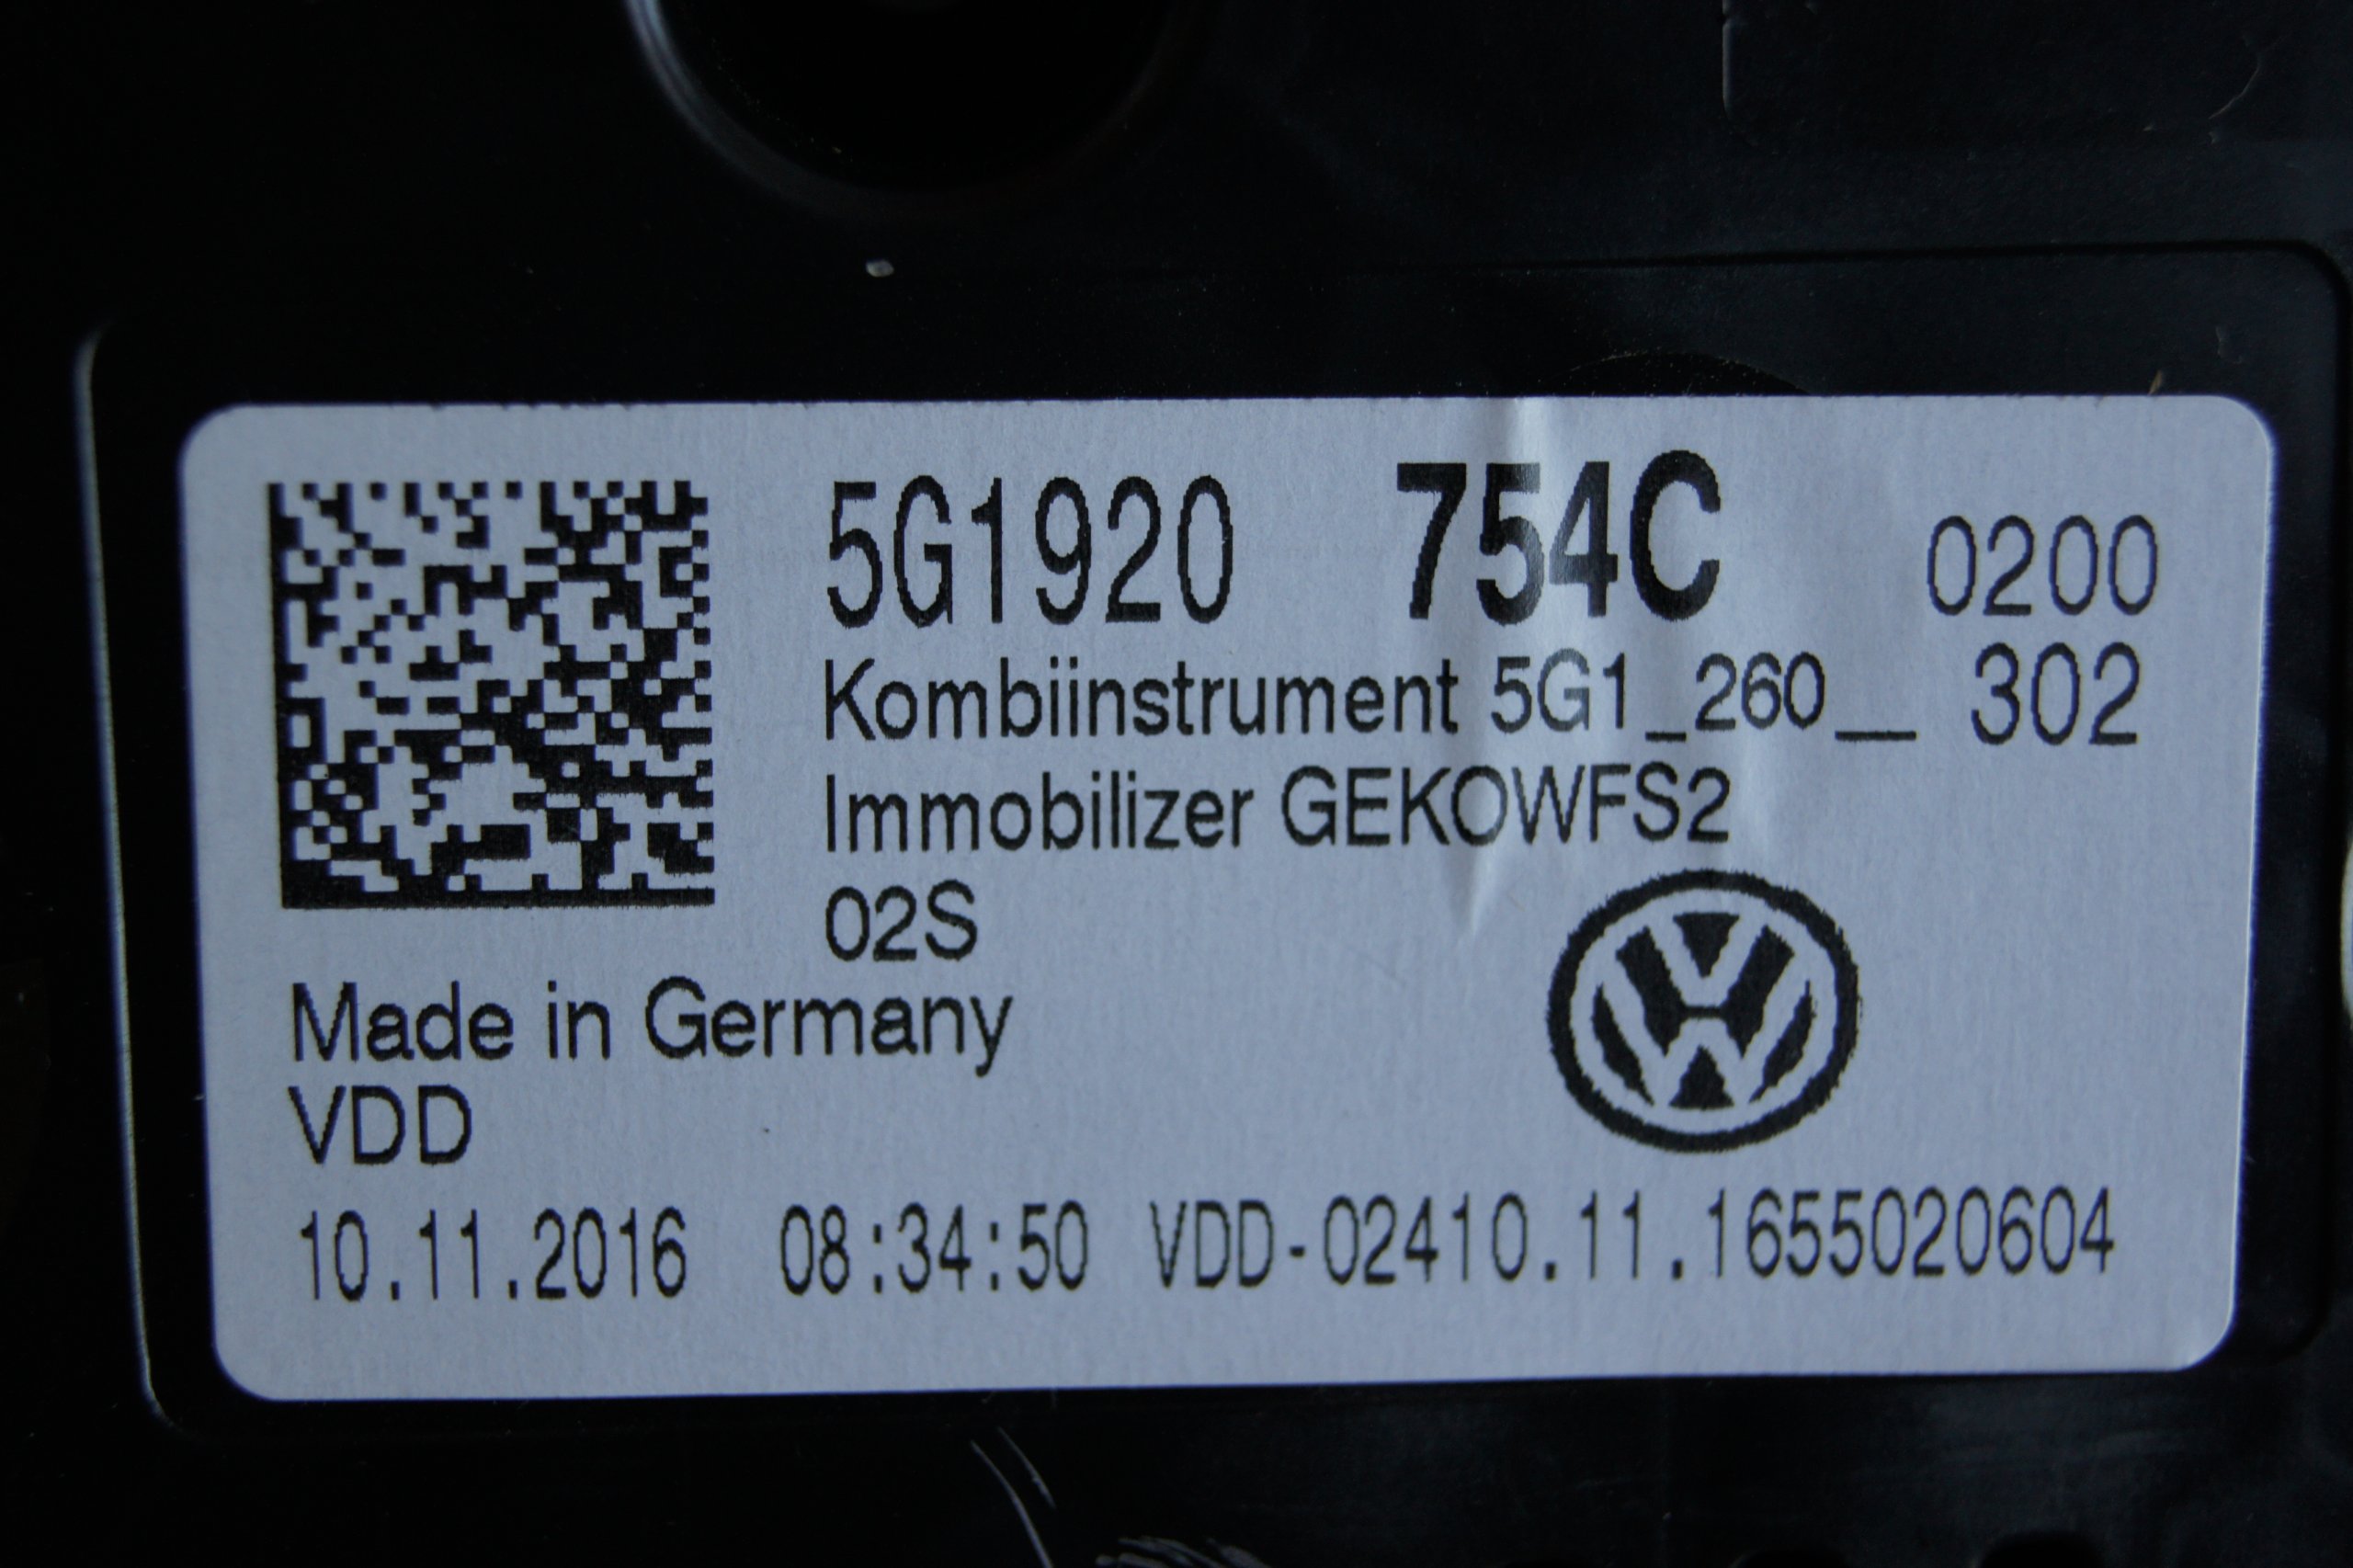 5G1920 754C 0200
Kombiinstrument 5G1_260__ 302
Immobilizer GEKOWFS2
02S
Made in Germany
VDD
10.11.2016 08:34:50 VDD-02410.11.1655020604